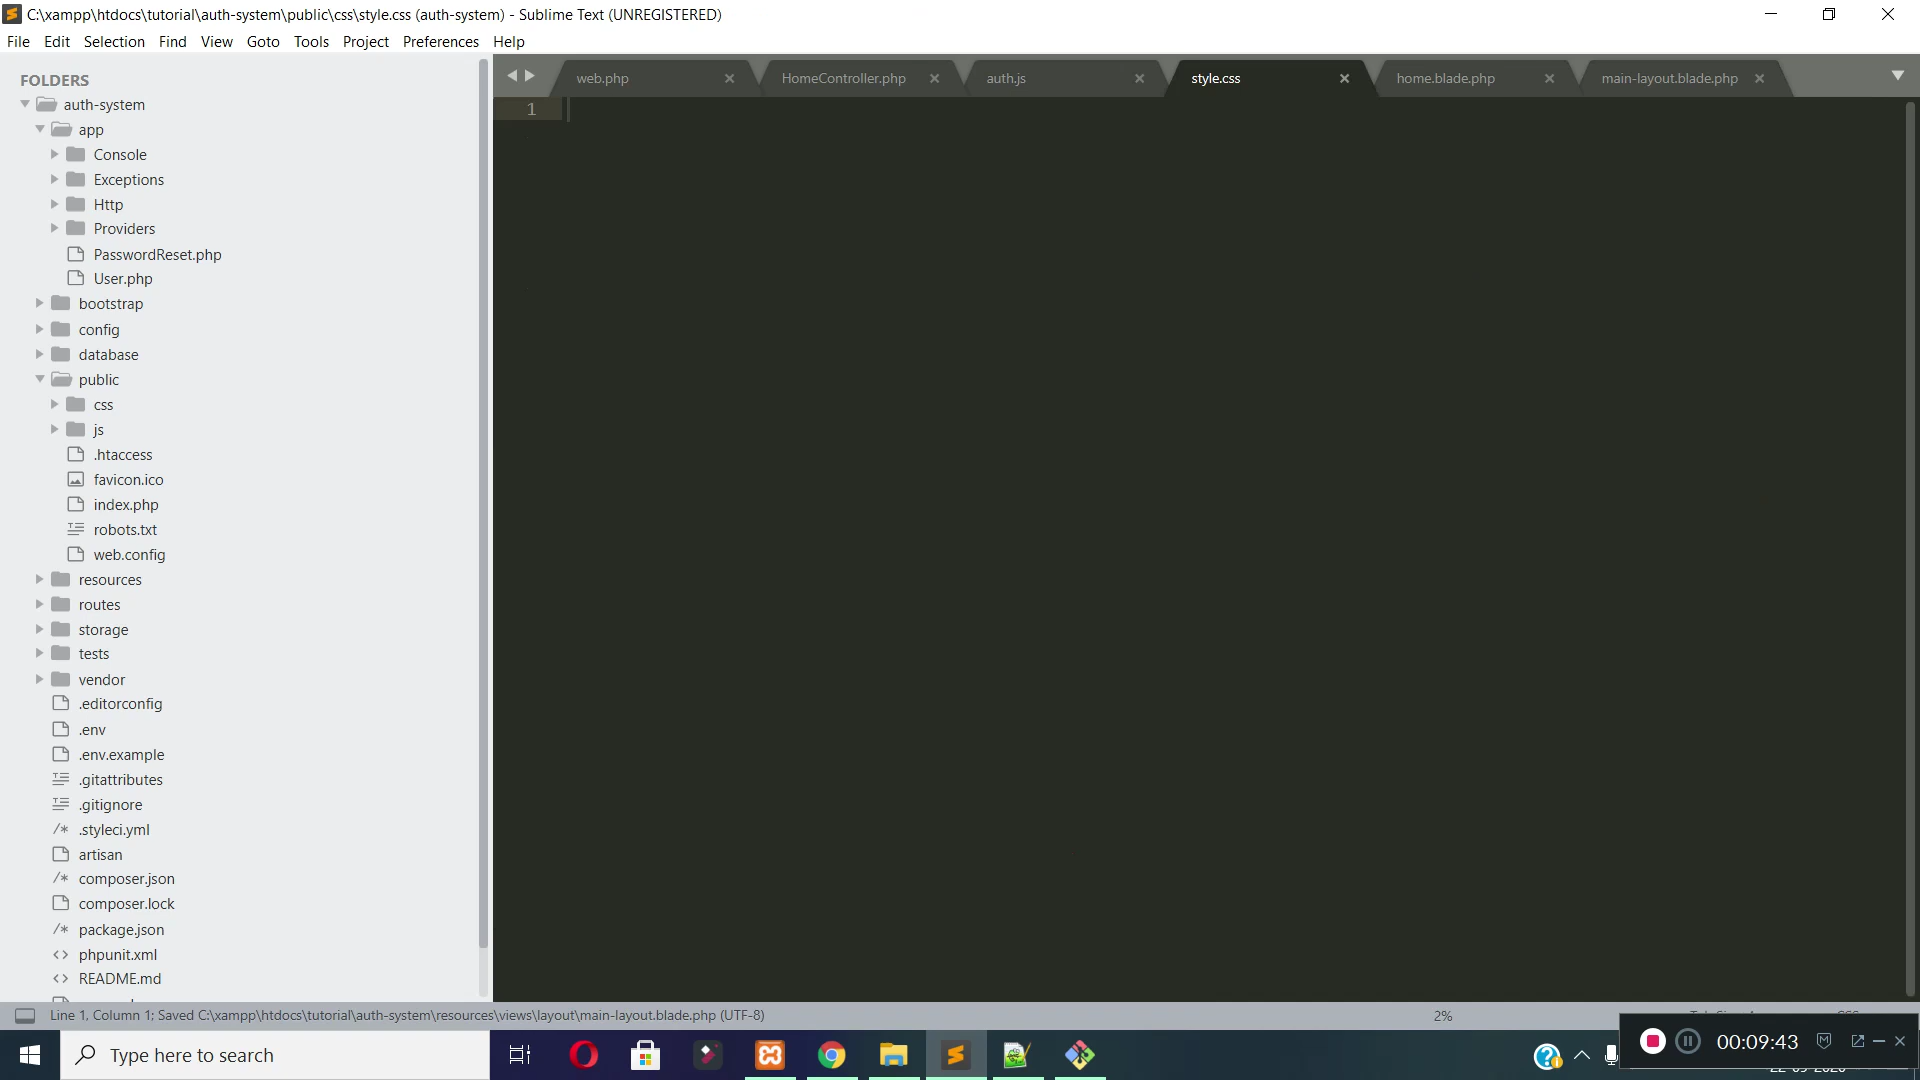 C:\xampp\htdocs\tutorial\auth-system\public\css\style.css (auth-system) - Sublime Text (UNREGISTERED)
File Edit Selection Find View Goto Tools Project Preferences Help
FOLDERS
auth-system
app
Console
Exceptions
Http
Providers
PasswordReset.php
User.php
bootstrap
config
database
public
css
js
.htaccess
favicon.ico
index.php
robots.txt
web.config
resources
routes
storage
tests
vendor
.editorconfig
.env
.env.example
.gitattributes
.gitignore
/* .styleci.yml
artisan
/* composer.json
composer.lock
/* package.json
<> phpunit.xml
<> README.md
web.php HomeController.php auth.js style.css home.blade.php main-layout.blade.php
1
Line 1, Column 1; Saved C:\xampp\htdocs\tutorial\auth-system\resources\views\layout\main-layout.blade.php (UTF-8)
2%
Type here to search
00:09:43